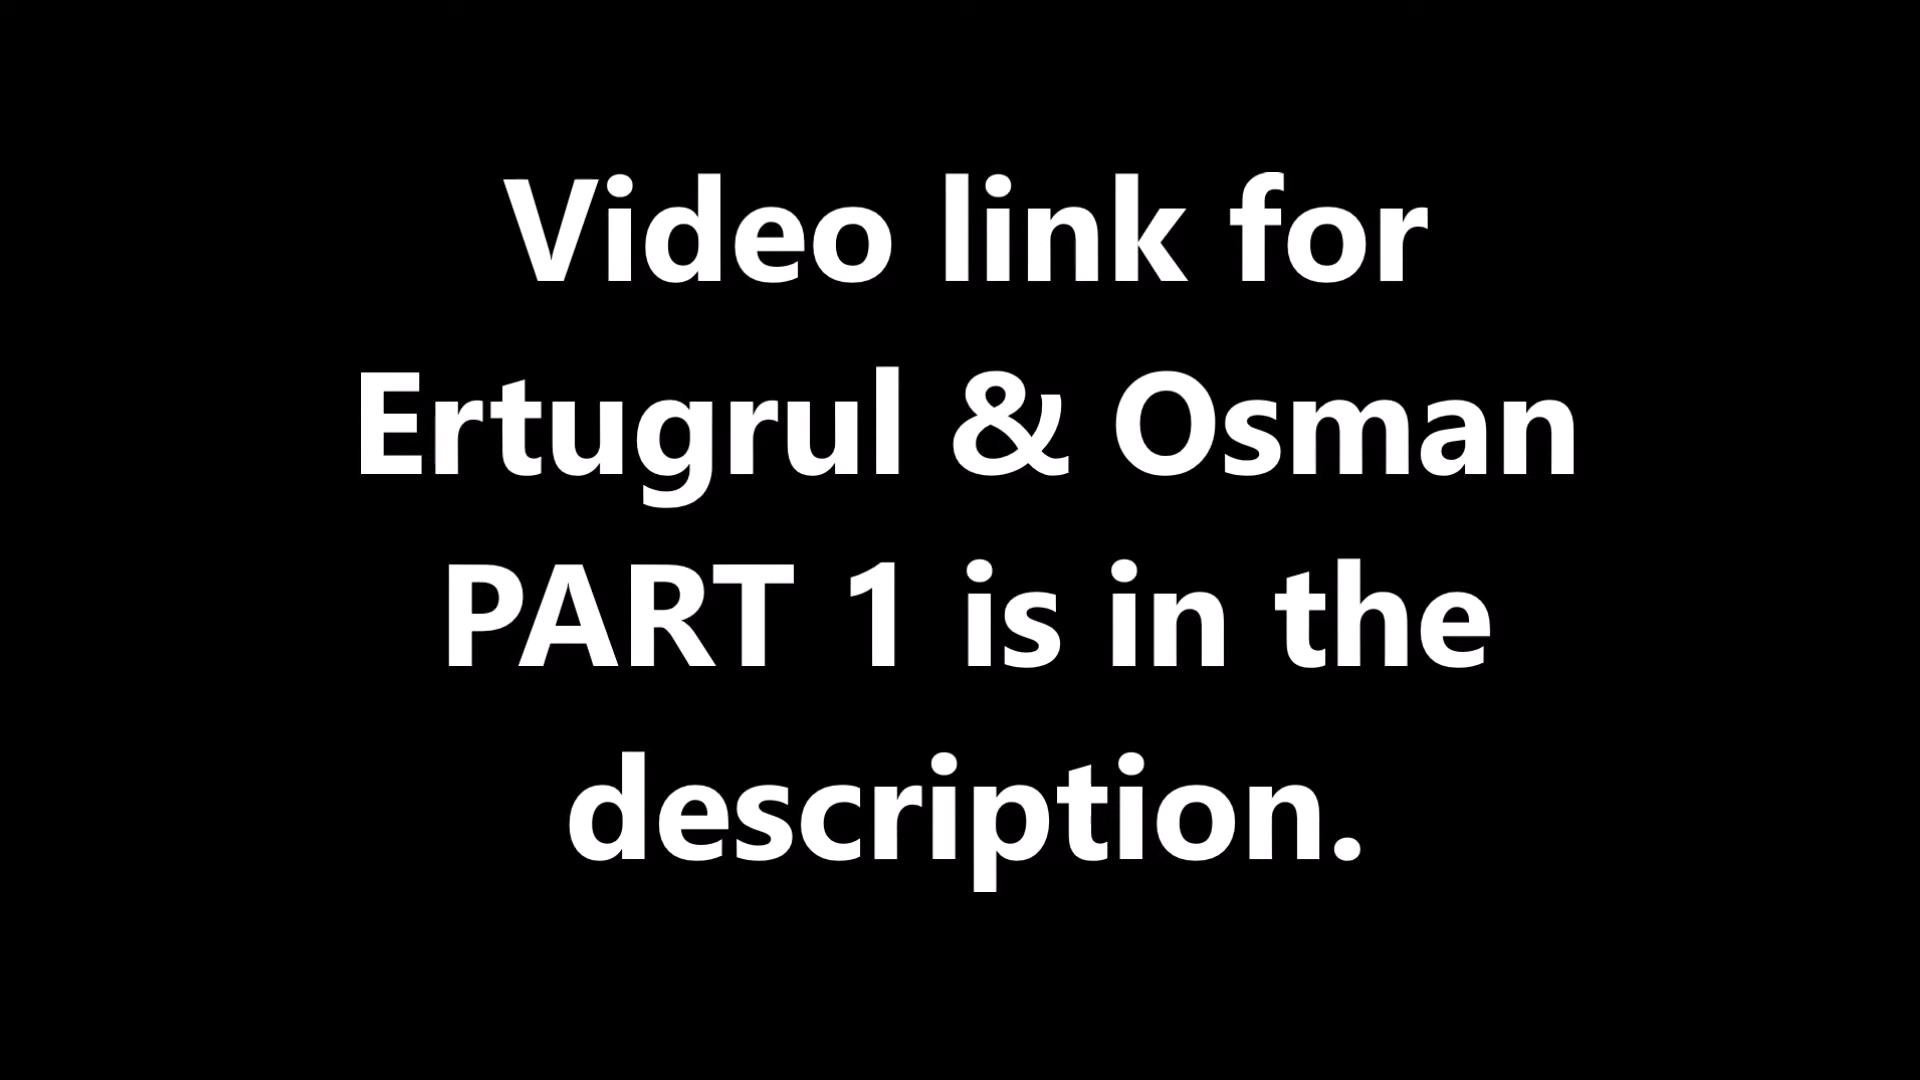 Video link for
Ertugrul & Osman
PART 1 is in the
description.